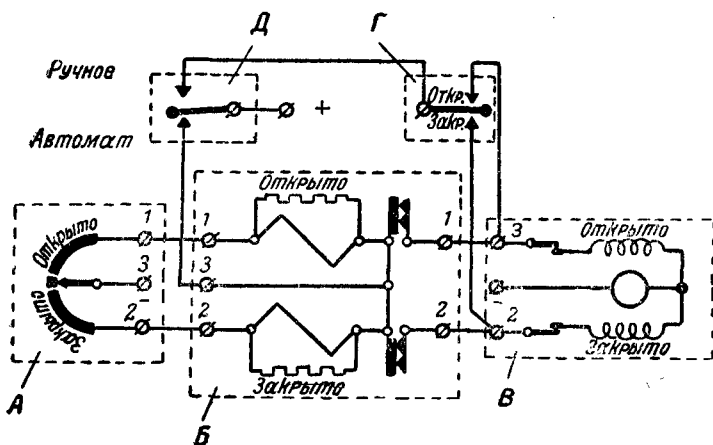 Д
Г
Ручное
+
Откр.
Закр.
Автомат
Открыто
1
1
1
3
Открыто
Открыто
3
3
–
–
Закрыто
2
2
2
2
Закрыто
Закрыто
А
Б
В